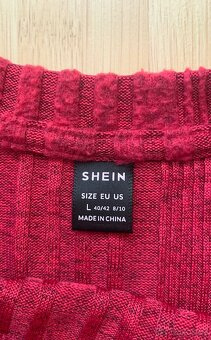 SHEIN
SIZE EU US
L 40/42 8/10
MADE IN CHINA